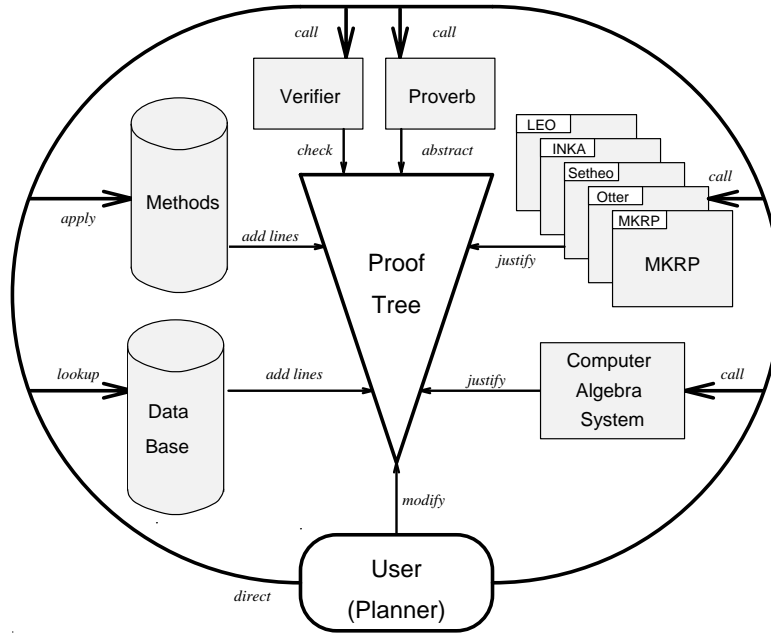 call
call
Verifier
Proverb
check
abstract
LEO
INKA
Setheo
Otter
MKRP
MKRP
call
apply
Methods
add lines
Proof
Tree
justify
lookup
Data
Base
add lines
justify
Computer
Algebra
System
call
modify
User
(Planner)
direct